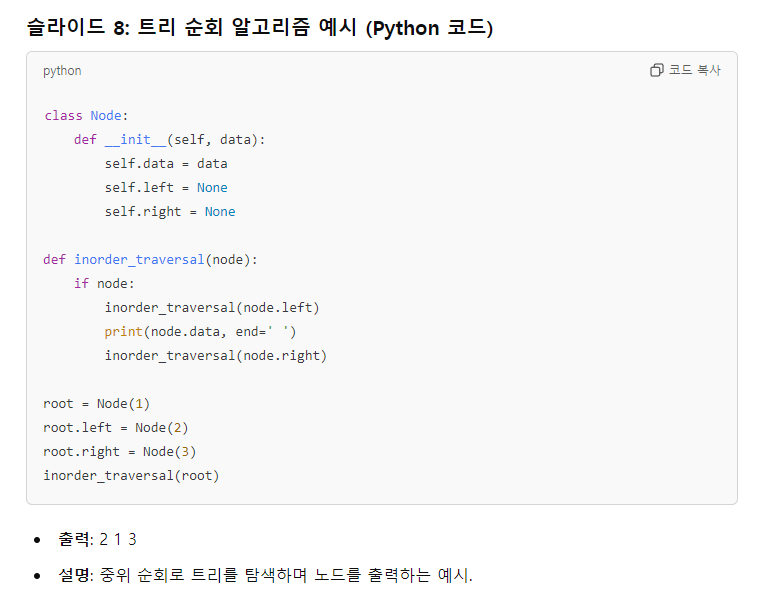 슬라이드 8: 트리 순회 알고리즘 예시 (Python 코드)
python
코드 복사
class Node:
    def __init__(self, data):
        self.data = data
        self.left = None
        self.right = None
def inorder_traversal(node):
    if node:
        inorder_traversal(node.left)
        print(node.data, end=' ')
        inorder_traversal(node.right)
root = Node(1)
root.left = Node(2)
root.right = Node(3)
inorder_traversal(root)
• 출력: 2 1 3
• 설명: 중위 순회로 트리를 탐색하며 노드를 출력하는 예시.